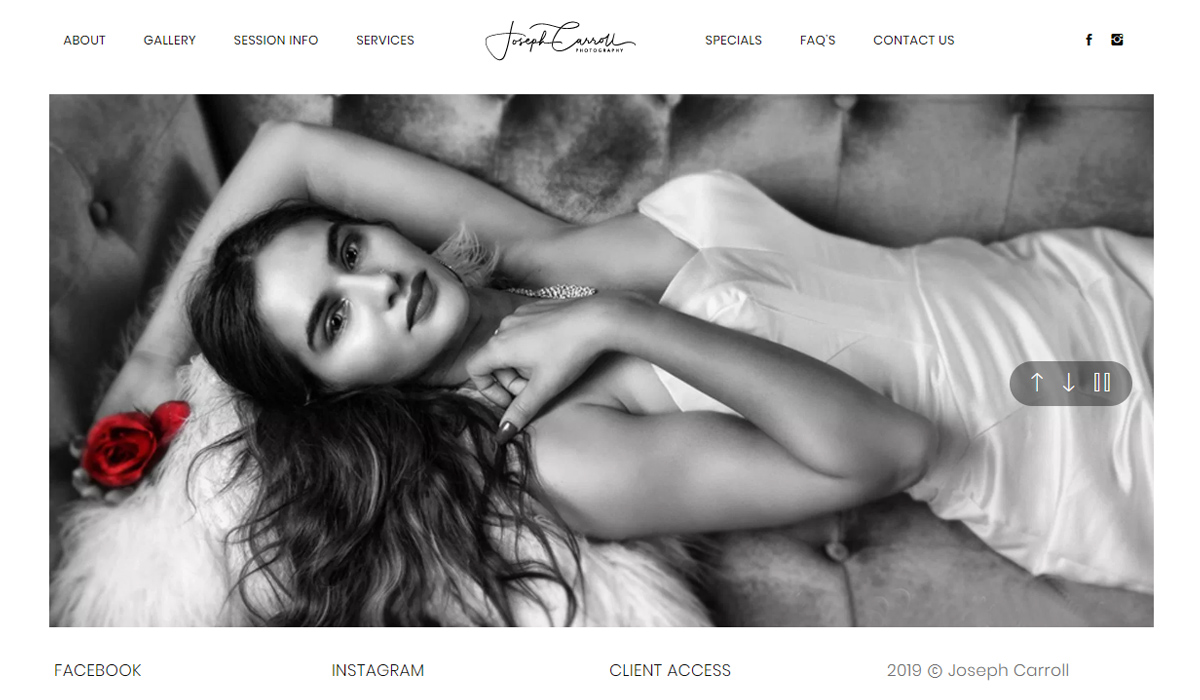 ABOUT GALLERY SESSION INFO SERVICES Joseph Carroll SPECIALS FAQ'S CONTACT US
PHOTOGRAPHY
FACEBOOK INSTAGRAM CLIENT ACCESS 2019 © Joseph Carroll